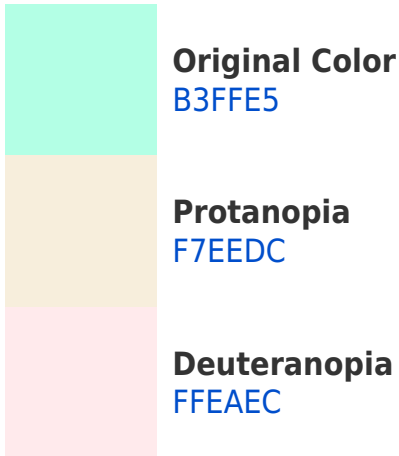 Original Color
B3FFE5
Protanopia
F7EEDC
Deuteranopia
FFEAEC